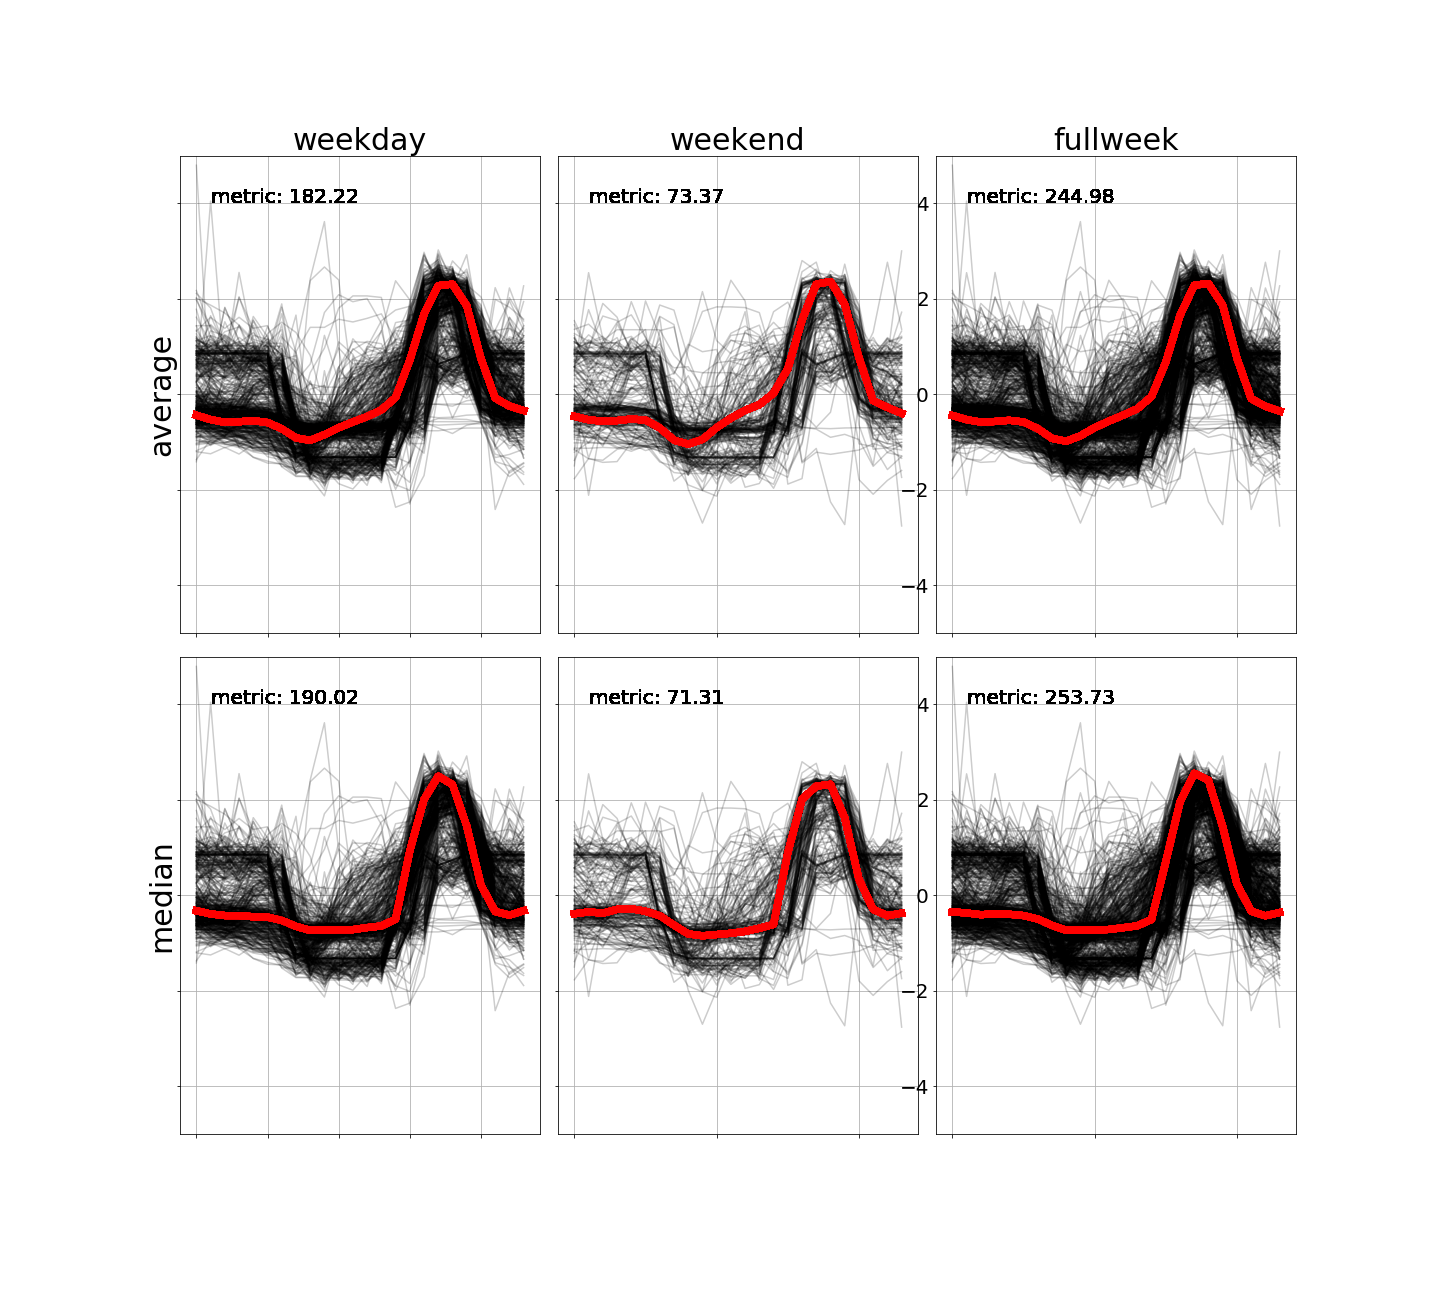 weekday weekend fullweek
average
metric: 182.22
metric: 73.37
metric: 244.98
4
2
0
−2
−4
median
metric: 190.02
metric: 71.31
metric: 253.73
4
2
0
−2
−4